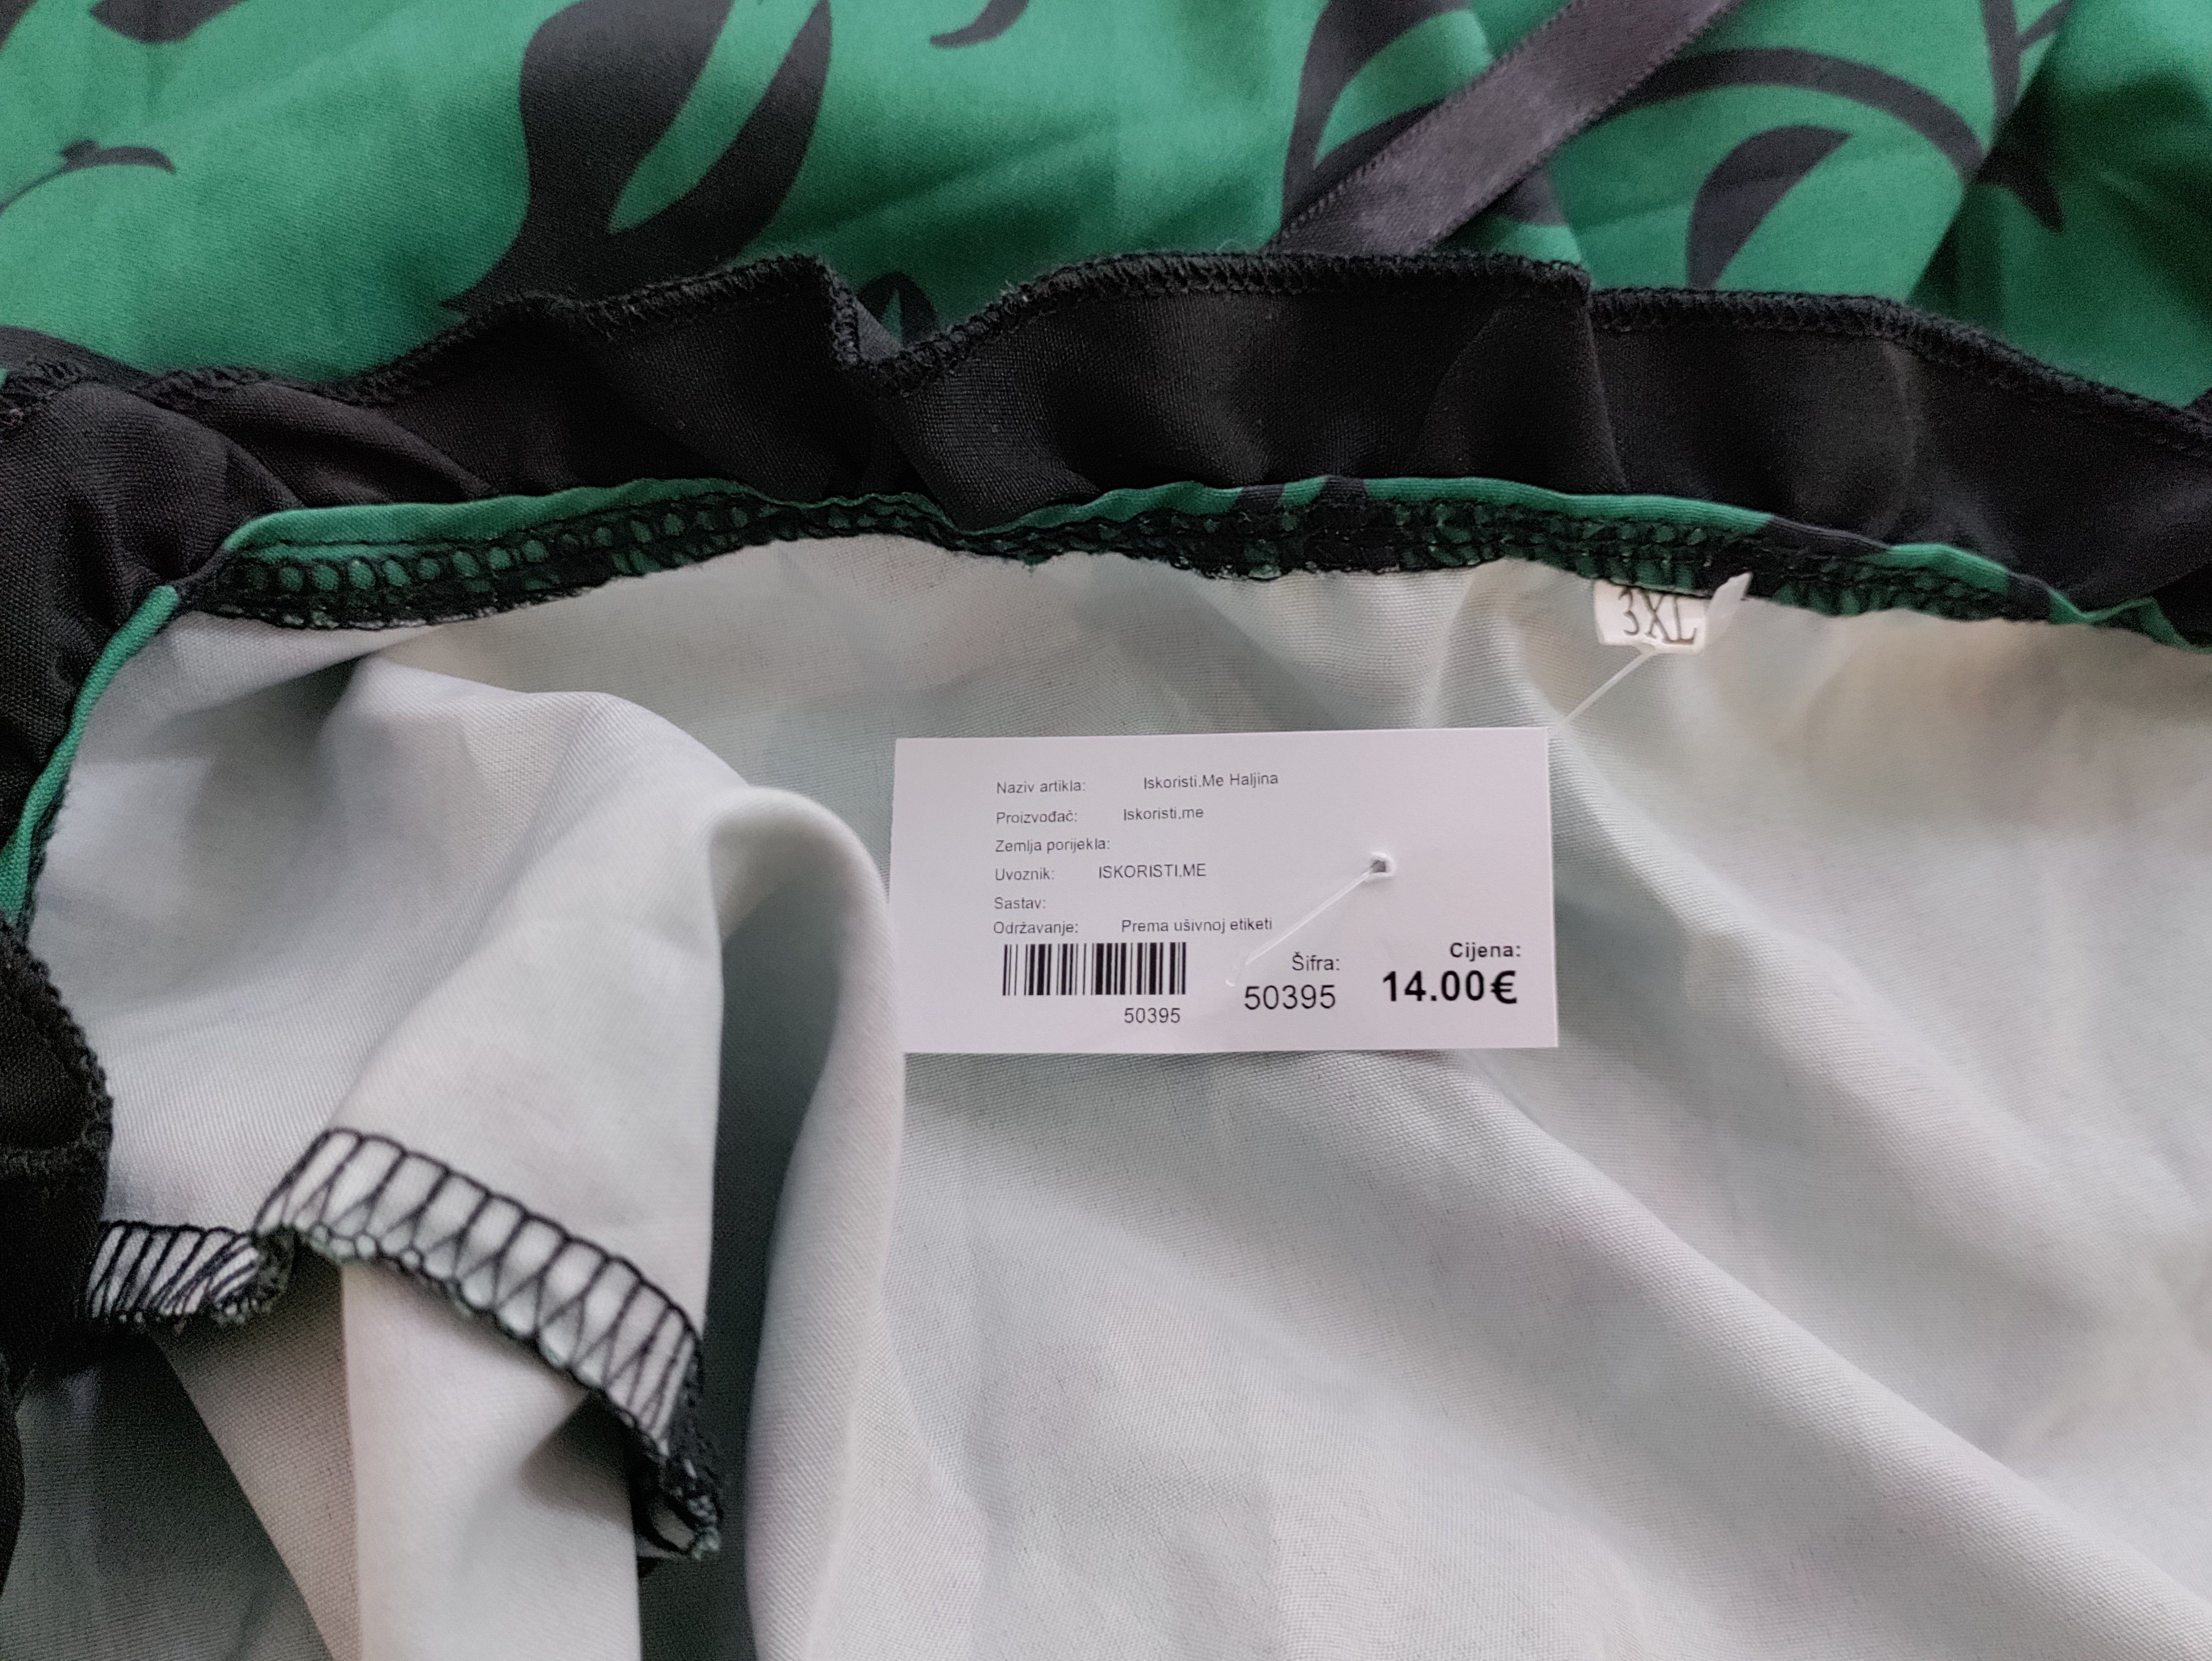 3XL
Naziv artikla: Iskoristi.Me Haljina
Proizvođač: Iskoristi.me
Zemlja porijekla:
Uvoznik: ISKORISTI.ME
Sastav:
Održavanje: Prema ušivnoj etiketi
50395
Šifra:
50395
Cijena:
14.00€